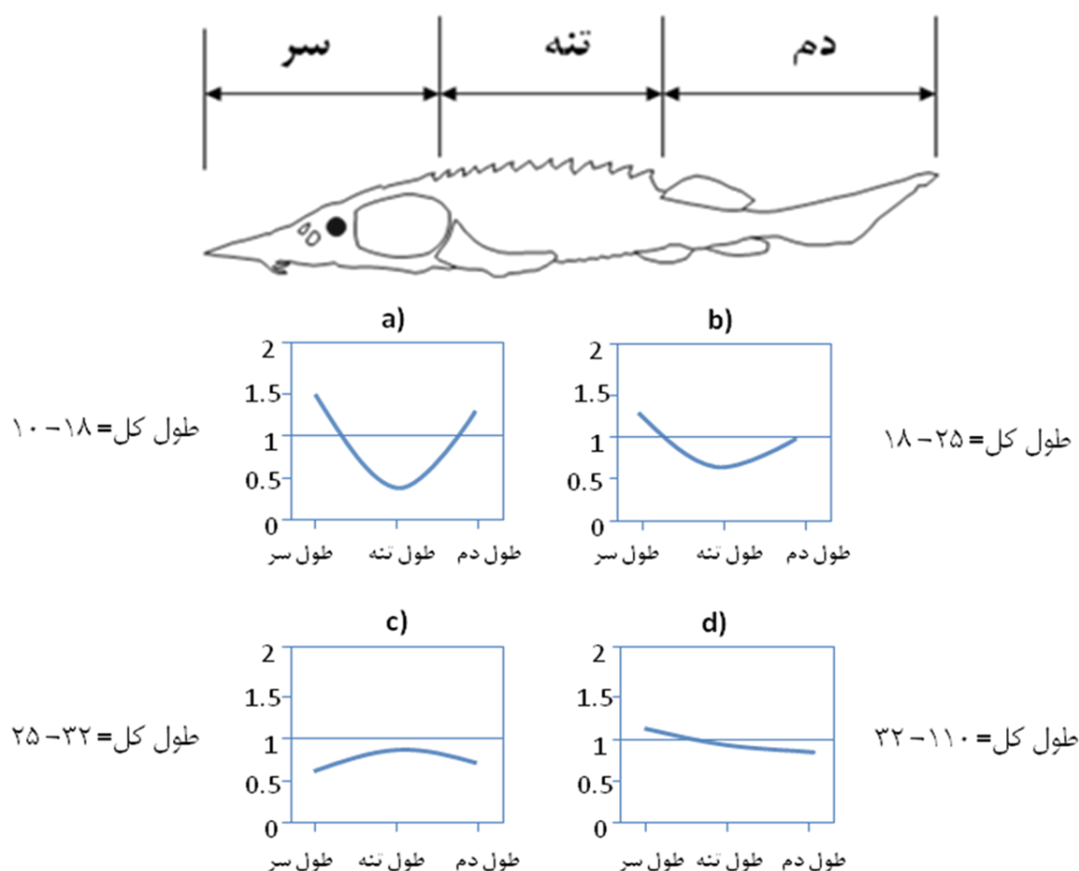 سر تنه دم
a)
2
1.5
1
0.5
0
طول سر طول تنه طول دم
طول کل=۱۸-۱۰
b)
2
1.5
1
0.5
0
طول سر طول تنه طول دم
طول کل=۲۵-۱۸
c)
2
1.5
1
0.5
0
طول سر طول تنه طول دم
طول کل=۳۲-۲۵
d)
2
1.5
1
0.5
0
طول سر طول تنه طول دم
طول کل=۱۱۰-۳۲